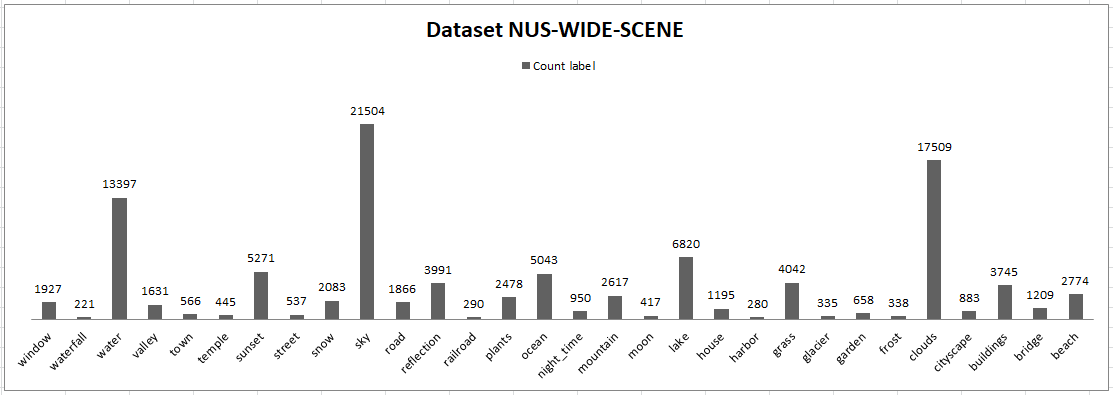 Dataset NUS-WIDE-SCENE
Count label
1927
221
13397
1631
566
445
5271
537
2083
21504
1866
3991
290
2478
5043
950
2617
417
6820
1195
280
4042
335
658
338
17509
883
3745
1209
2774
window
waterfall
water
valley
town
temple
sunset
street
snow
sky
road
reflection
railroad
plants
ocean
night_time
mountain
moon
lake
house
harbor
grass
glacier
garden
frost
clouds
cityscape
buildings
bridge
beach